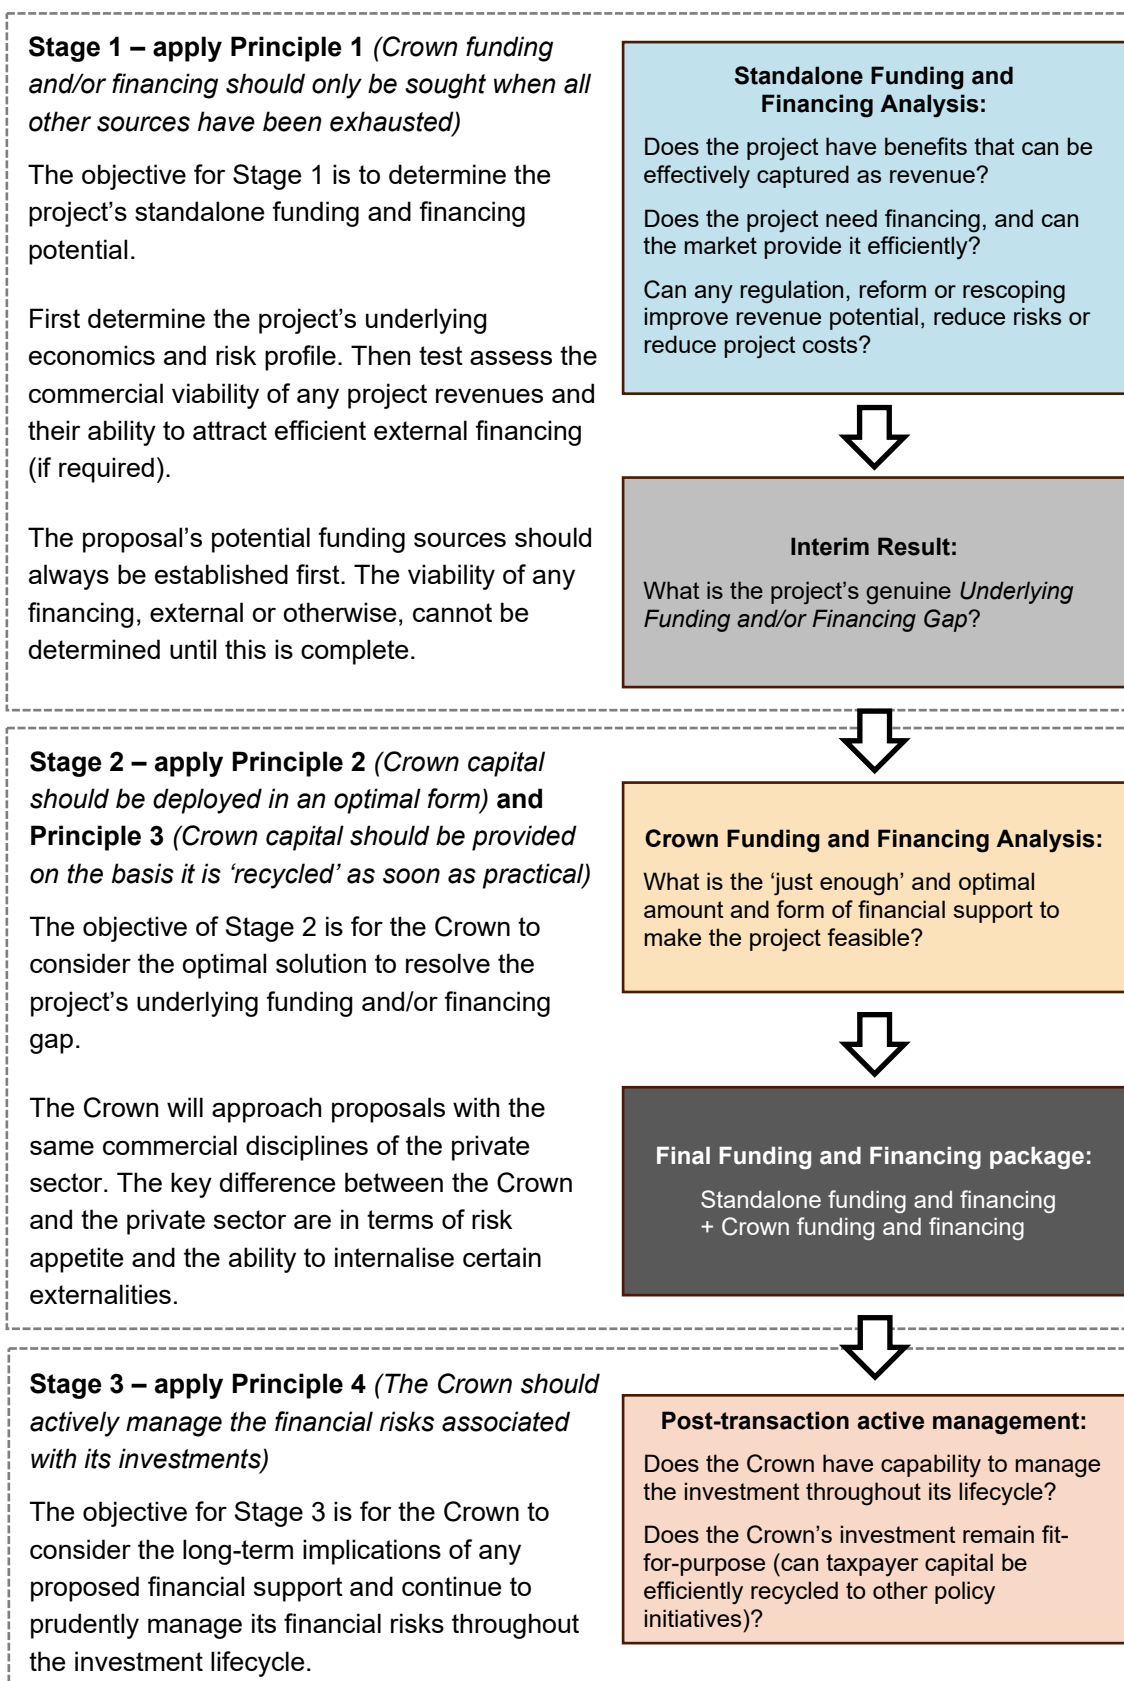 Stage 1 – apply Principle 1 (Crown funding
and/or financing should only be sought when all
other sources have been exhausted)
The objective for Stage 1 is to determine the
project’s standalone funding and financing
potential.
First determine the project’s underlying
economics and risk profile. Then test assess the
commercial viability of any project revenues and
their ability to attract efficient external financing
(if required).
The proposal’s potential funding sources should
always be established first. The viability of any
financing, external or otherwise, cannot be
determined until this is complete.
Standalone Funding and
Financing Analysis:
Does the project have benefits that can be
effectively captured as revenue?
Does the project need financing, and can
the market provide it efficiently?
Can any regulation, reform or rescoping
improve revenue potential, reduce risks or
reduce project costs?
Interim Result:
What is the project’s genuine Underlying
Funding and/or Financing Gap?
Stage 2 – apply Principle 2 (Crown capital
should be deployed in an optimal form) and
Principle 3 (Crown capital should be provided
on the basis it is ‘recycled’ as soon as practical)
The objective of Stage 2 is for the Crown to
consider the optimal solution to resolve the
project’s underlying funding and/or financing
gap.
The Crown will approach proposals with the
same commercial disciplines of the private
sector. The key difference between the Crown
and the private sector are in terms of risk
appetite and the ability to internalise certain
externalities.
Crown Funding and Financing Analysis:
What is the ‘just enough’ and optimal
amount and form of financial support to
make the project feasible?
Final Funding and Financing package:
Standalone funding and financing
+ Crown funding and financing
Stage 3 – apply Principle 4 (The Crown should
actively manage the financial risks associated
with its investments)
The objective for Stage 3 is for the Crown to
consider the long-term implications of any
proposed financial support and continue to
prudently manage its financial risks throughout
the investment lifecycle.
Post-transaction active management:
Does the Crown have capability to manage
the investment throughout its lifecycle?
Does the Crown’s investment remain fit-
for-purpose (can taxpayer capital be
efficiently recycled to other policy
initiatives)?